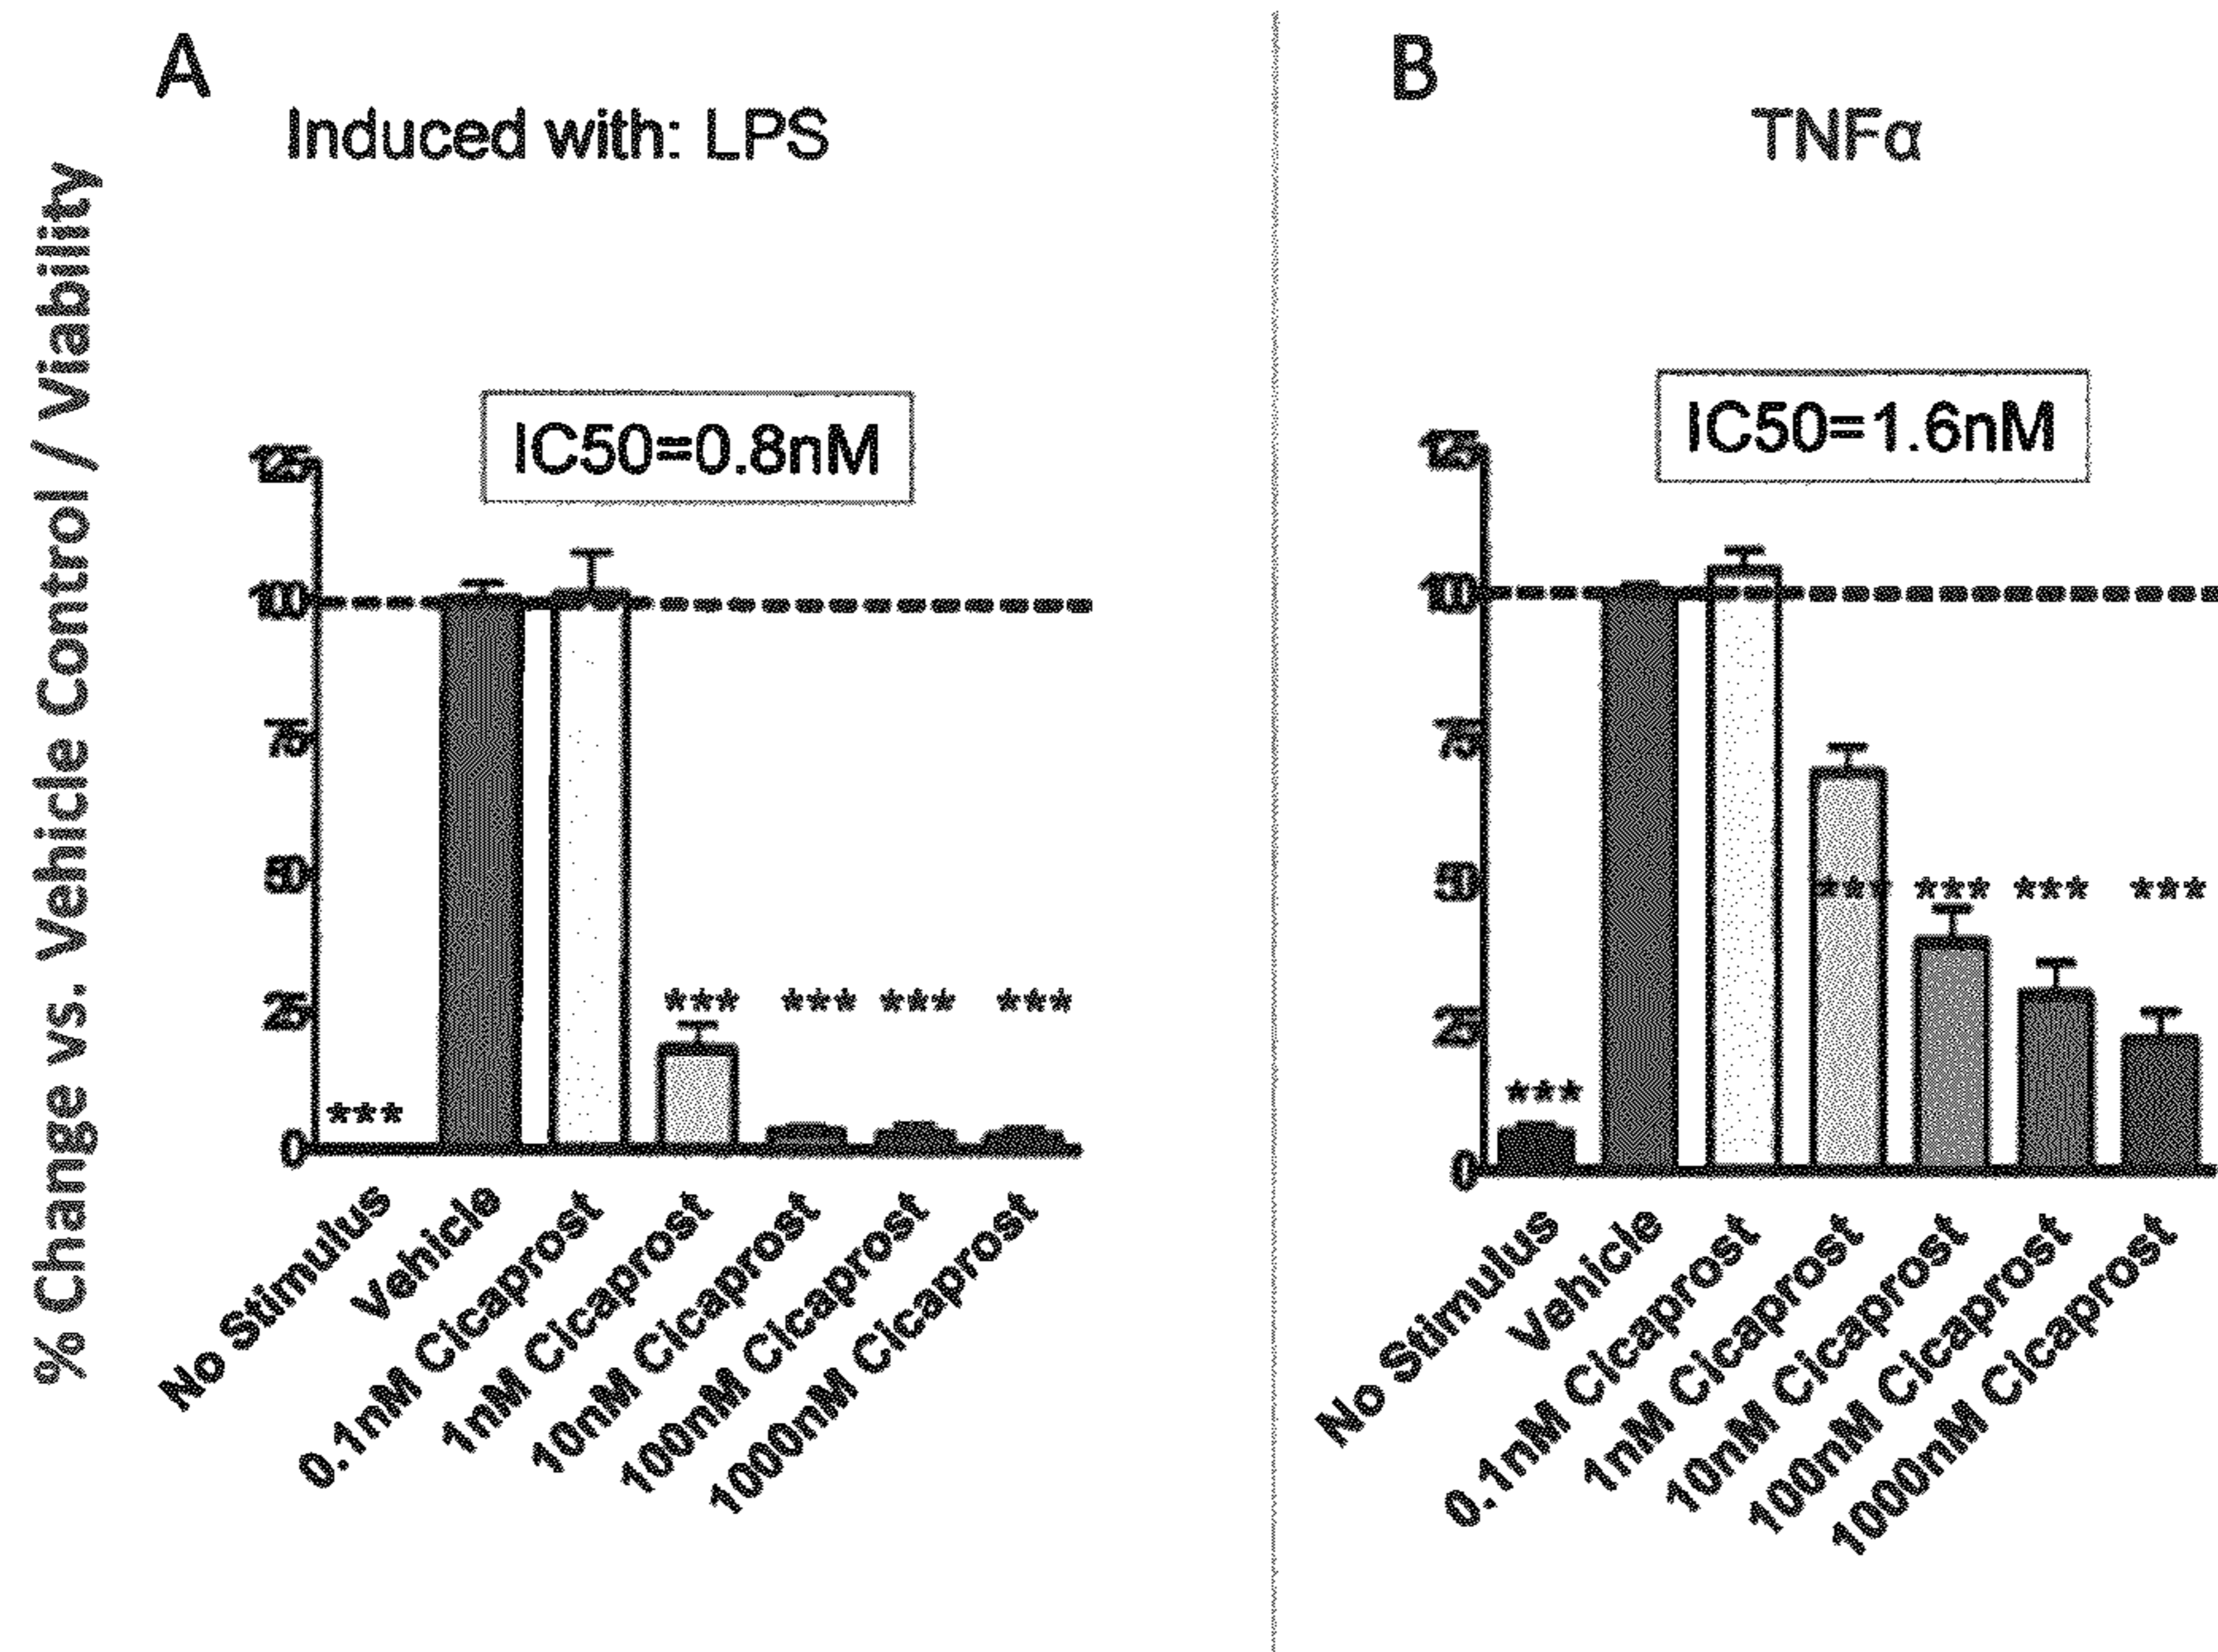 A
Induced with: LPS
% Change vs. Vehicle Control / Viability
IC50=0.8nM
125
100
75
50
25
0
***
***
***
***
***
No Stimulus
Vehicle
0.1nM Cicaprost
1nM Cicaprost
10nM Cicaprost
100nM Cicaprost
1000nM Cicaprost
B
TNFα
IC50=1.6nM
125
100
75
50
25
0
***
***
***
***
***
No Stimulus
Vehicle
0.1nM Cicaprost
1nM Cicaprost
10nM Cicaprost
100nM Cicaprost
1000nM Cicaprost